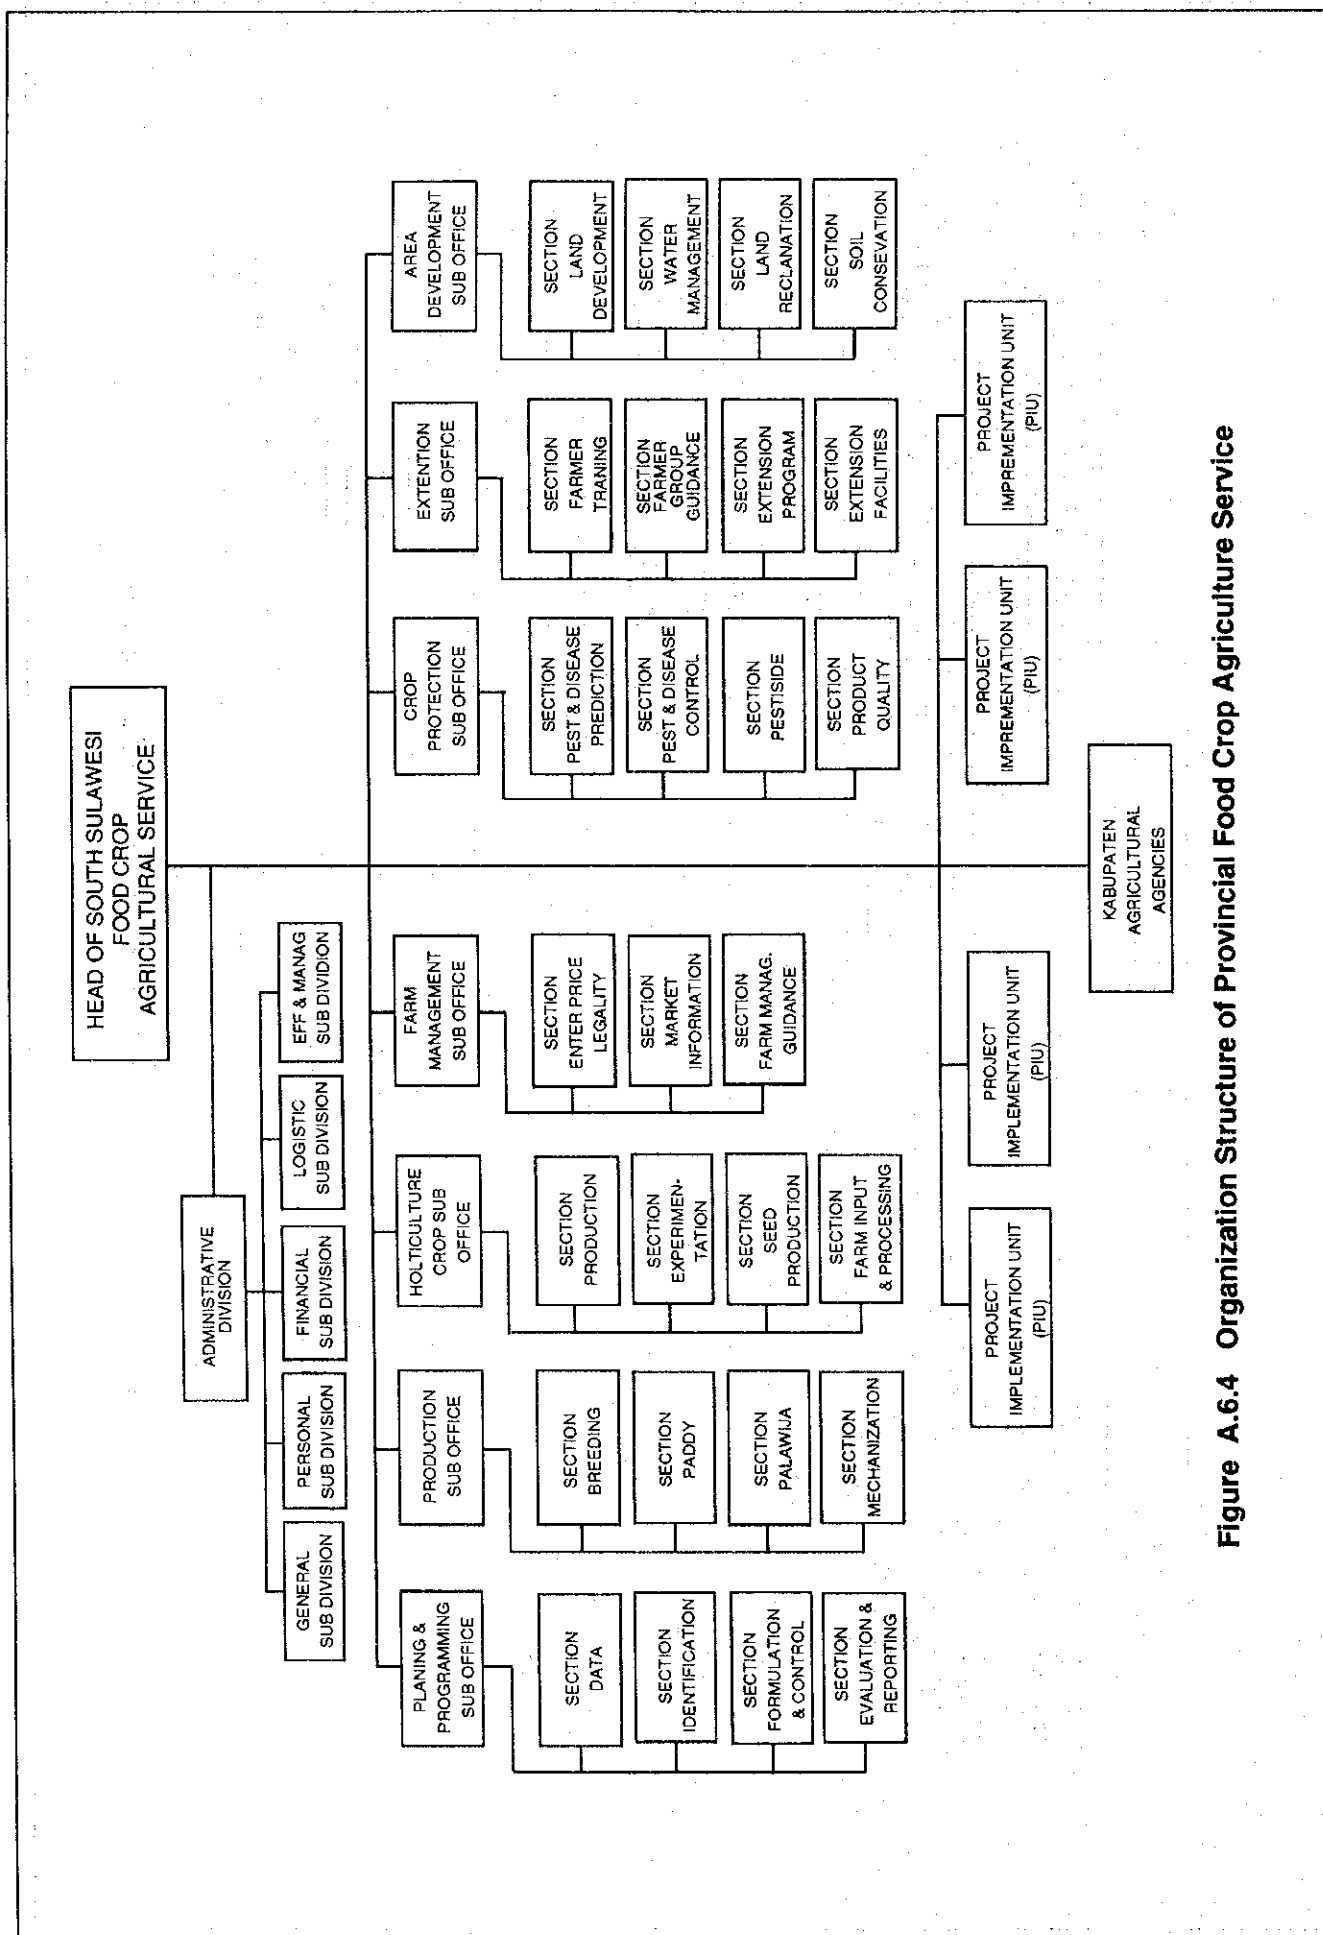 HEAD OF SOUTH SULAWESI
FOOD CROP
AGRICULTURAL SERVICE
ADMINISTRATIVE
DIVISION
GENERAL
SUB DIVISION
PERSONAL
SUB DIVISION
FINANCIAL
SUB DIVISION
LOGISTIC
SUB DIVISION
EFF & MANAG
SUB DIVIDION
PLANING &
PROGRAMMING
SUB OFFICE
SECTION
DATA
SECTION
IDENTIFICATION
SECTION
FORMULATION
& CONTROL
SECTION
EVALUATION &
REPORTING
PRODUCTION
SUB OFFICE
SECTION
BREEDING
SECTION
PADDY
SECTION
PALAWIJA
SECTION
MECHANIZATION
HOLTICULTURE
CROP SUB
OFFICE
SECTION
PRODUCTION
SECTION
EXPERIMEN-
TATION
SECTION
SEED
PRODUCTION
SECTION
FARM INPUT
& PROCESSING
FARM
MANAGEMENT
SUB OFFICE
SECTION
ENTER PRICE
LEGALITY
SECTION
MARKET
INFORMATION
SECTION
FARM MANAG.
GUIDANCE
CROP
PROTECTION
SUB OFFICE
SECTION
PEST & DISEASE
PREDICTION
SECTION
PEST & DISEASE
CONTROL
SECTION
PESTISIDE
SECTION
PRODUCT
QUALITY
EXTENTION
SUB OFFICE
SECTION
FARMER
TRANING
SECTION
FARMER
GROUP
GUIDANCE
SECTION
EXTENSION
PROGRAM
SECTION
EXTENSION
FACILITIES
AREA
DEVELOPMENT
SUB OFFICE
SECTION
LAND
DEVELOPMENT
SECTION
WATER
MANAGEMENT
SECTION
LAND
RECLANATION
SECTION
SOIL
CONSEVATION
PROJECT
IMPLEMENTATION UNIT
(PIU)
PROJECT
IMPLEMENTATION UNIT
(PIU)
PROJECT
IMPREMENTATION UNIT
(PIU)
PROJECT
IMPREMENTATION UNIT
(PIU)
KABUPATEN
AGRICULTURAL
AGENCIES
Figure A.6.4 Organization Structure of Provincial Food Crop Agriculture Service